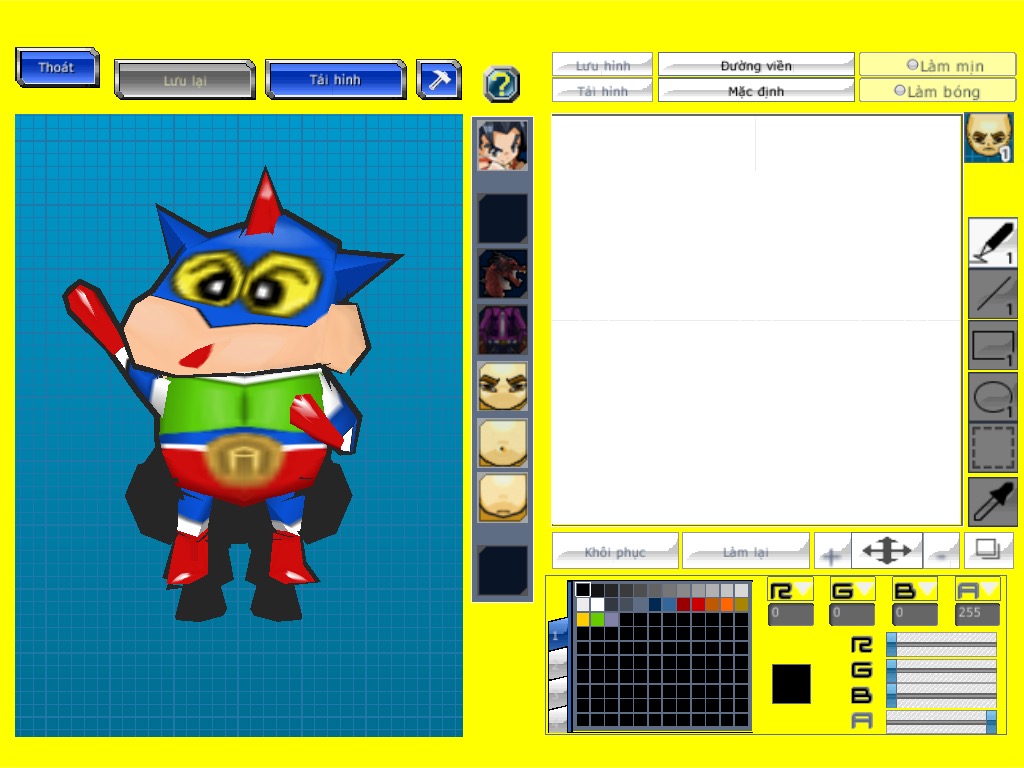 Thoát
Lưu lại
Tải hình
?
Lưu hình
Đường viền
Làm mịn
Tải hình
Mặc định
Làm bóng
1
1
1
1
1
Khôi phục
Làm lại
+
-
R G B A
0 0 0 255
1
R
G
B
A
A